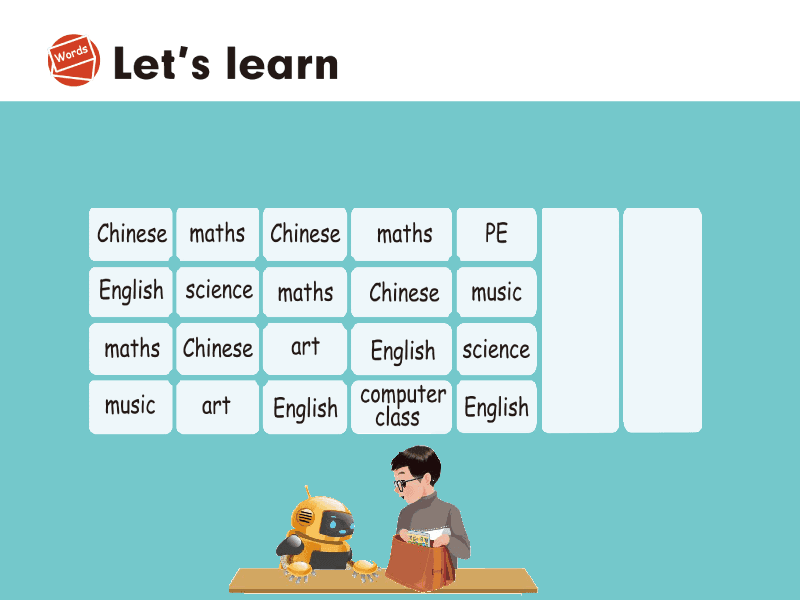 Words
Let's learn
Chinese maths Chinese maths PE
English science maths Chinese music
maths Chinese art English science
music art English computer class English